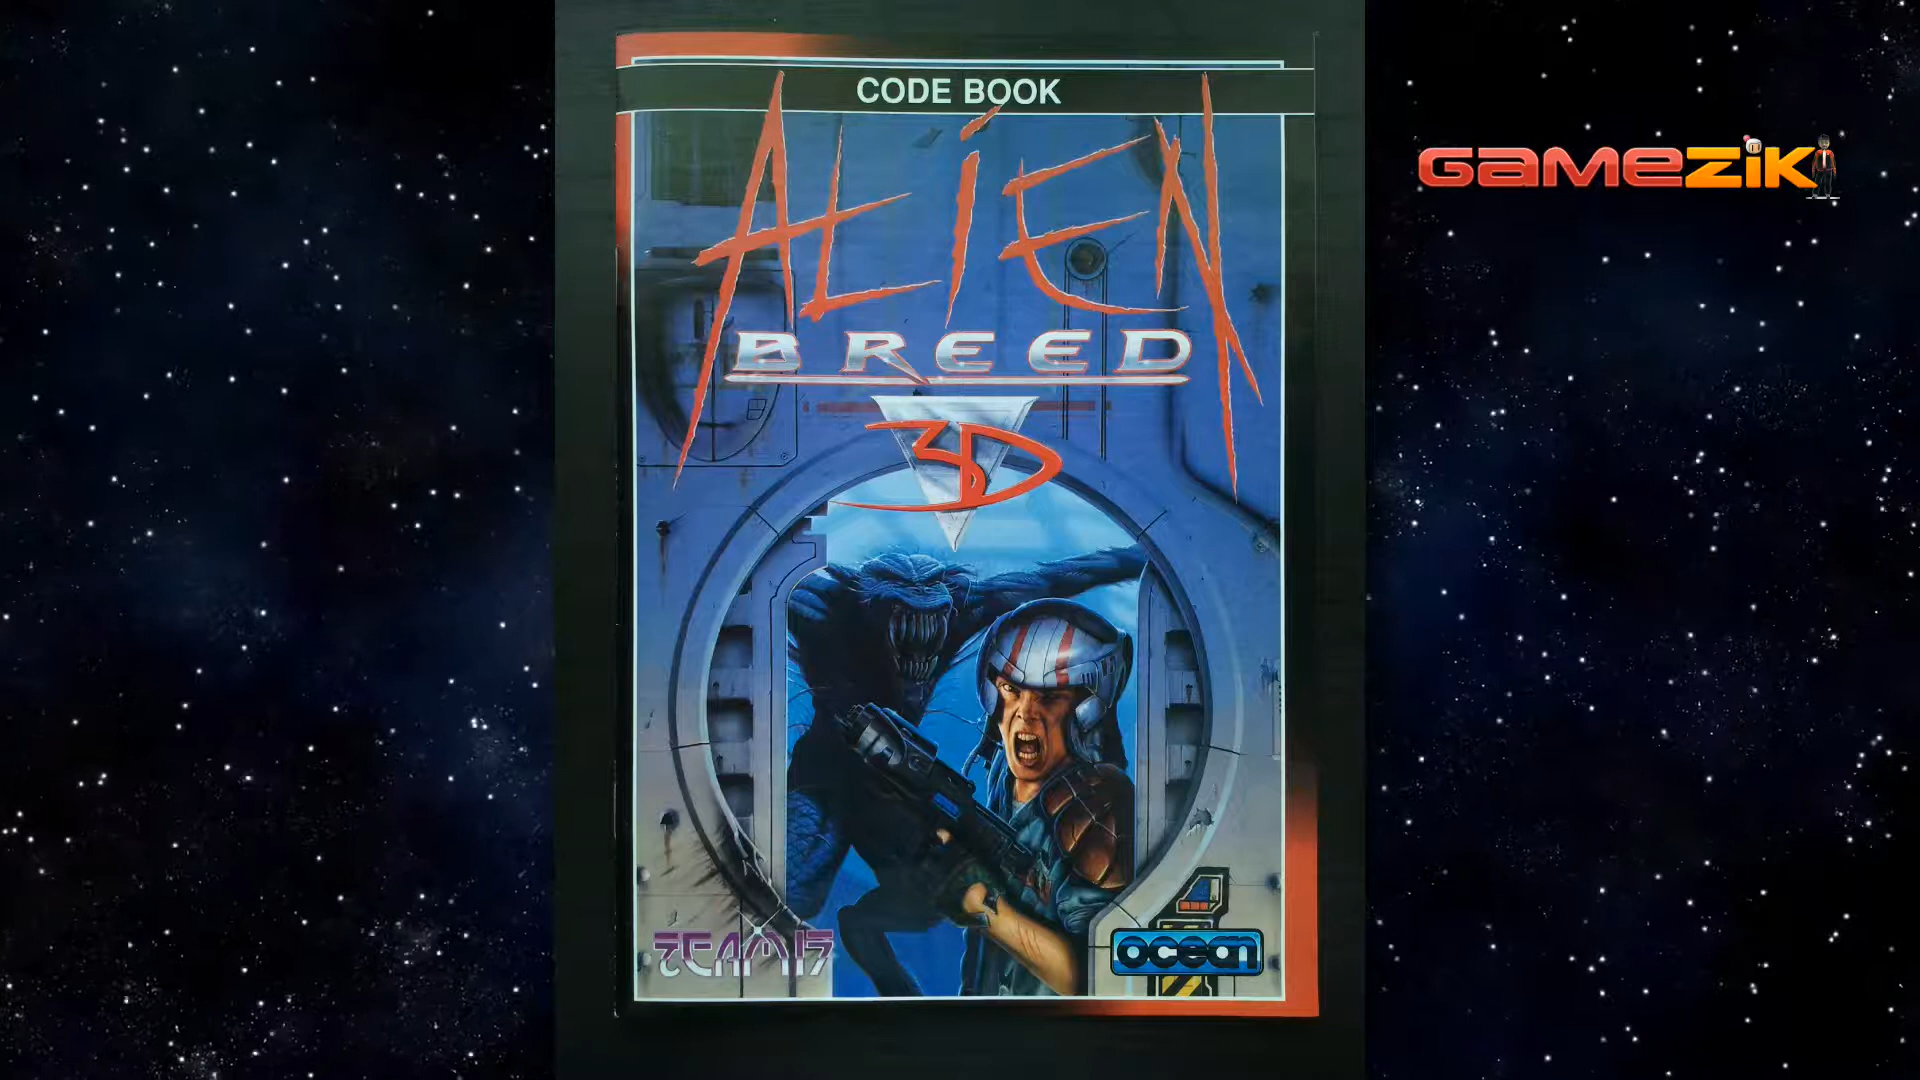 CODE BOOK
GAMEZIK
ALIEN
BREED
3D
TEAM17
ocean